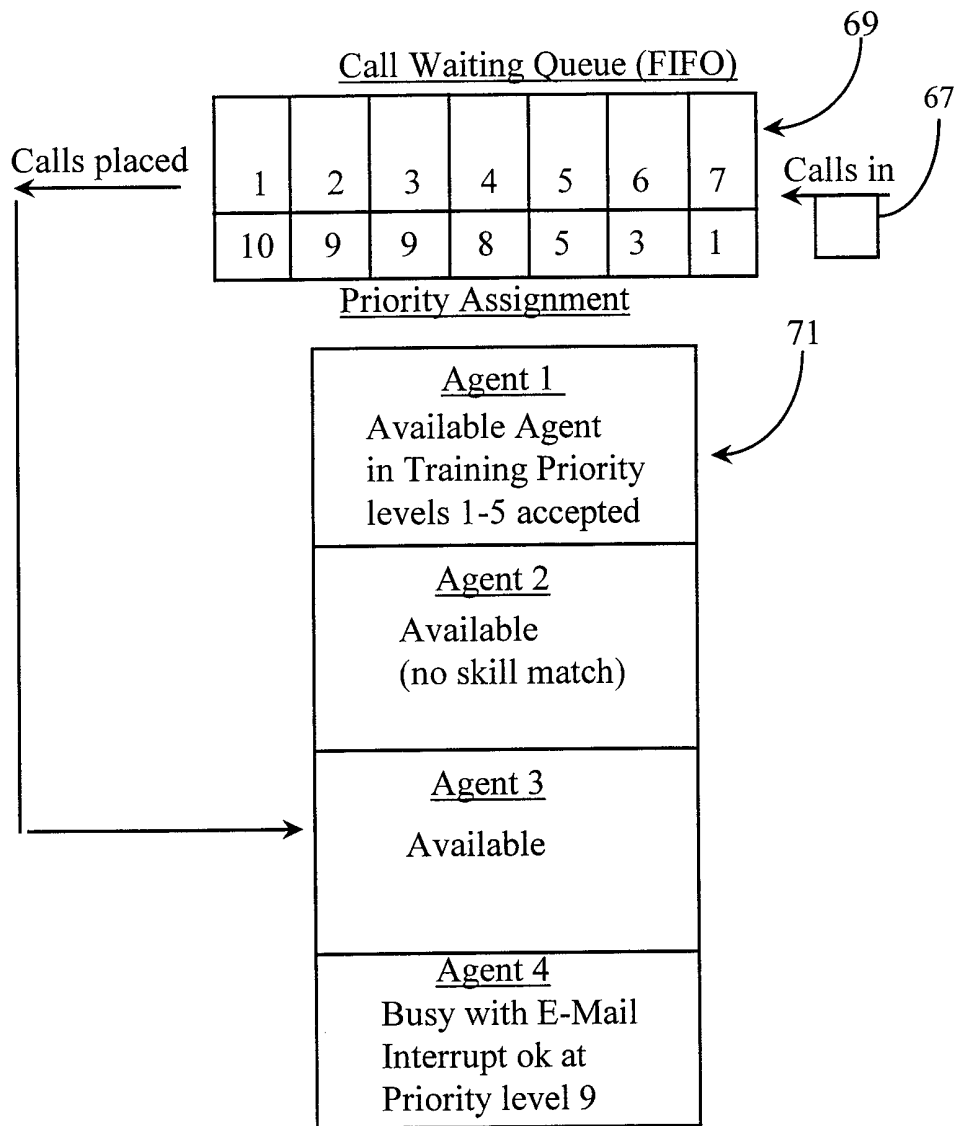 69
Call Waiting Queue (FIFO)
67
Calls placed
Calls in
1 2 3 4 5 6 7
10 9 9 8 5 3 1
Priority Assignment
71
Agent 1
Available Agent
in Training Priority
levels 1-5 accepted
Agent 2
Available
(no skill match)
Agent 3
Available
Agent 4
Busy with E-Mail
Interrupt ok at
Priority level 9